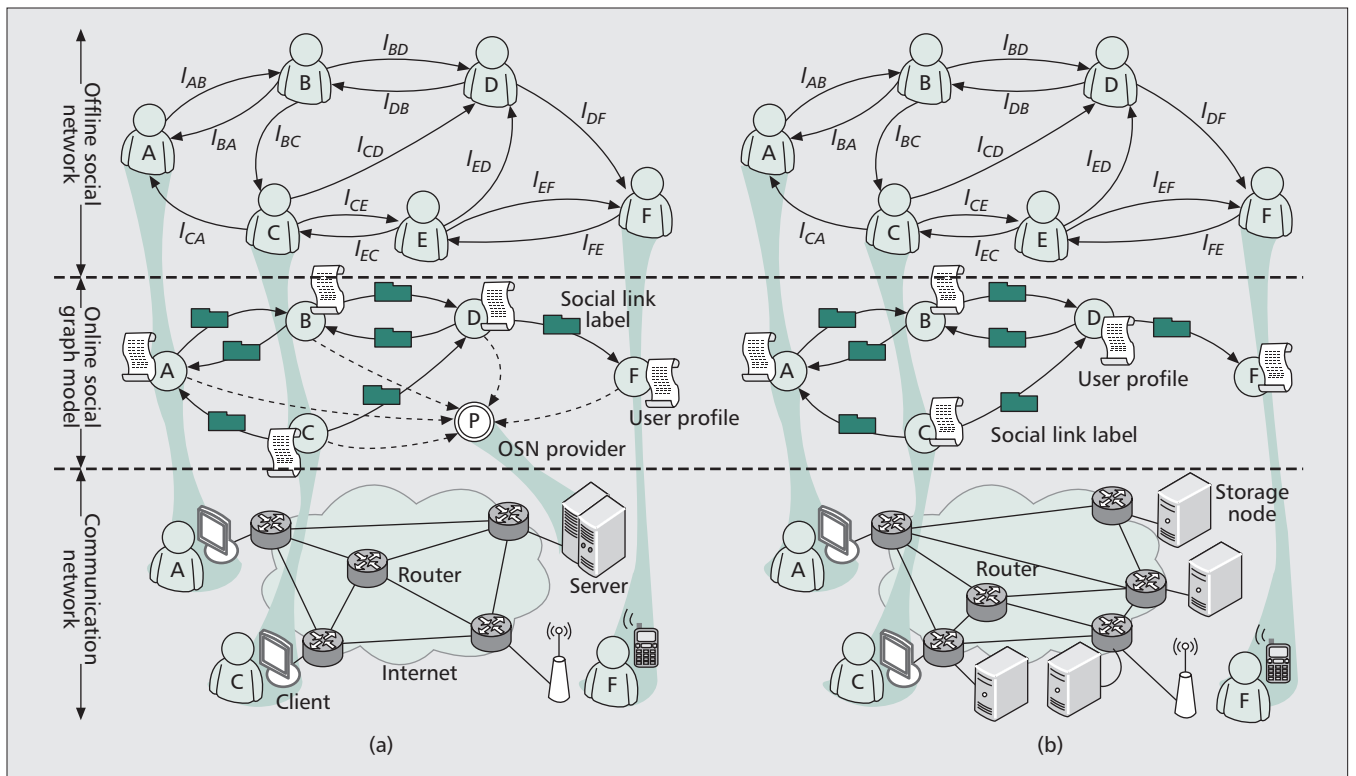 Offline social
network
I_BD
I_AB
B
D
I_DB
I_DF
A
I_BA
I_BC
I_CD
I_ED
I_EF
F
I_CE
C
E
I_CA
I_EC
I_FE
I_BD
I_AB
B
D
I_DB
I_DF
A
I_BA
I_BC
I_CD
I_ED
I_EF
F
I_CE
C
E
I_CA
I_EC
I_FE
Online social
graph model
Social link
label
B
D
A
F
User profile
P
C
OSN provider
B
D
A
F
User profile
C
Social link label
Communication
network
A
Router
Server
C
Client
Internet
F
(a)
Storage
node
A
Router
C
F
(b)